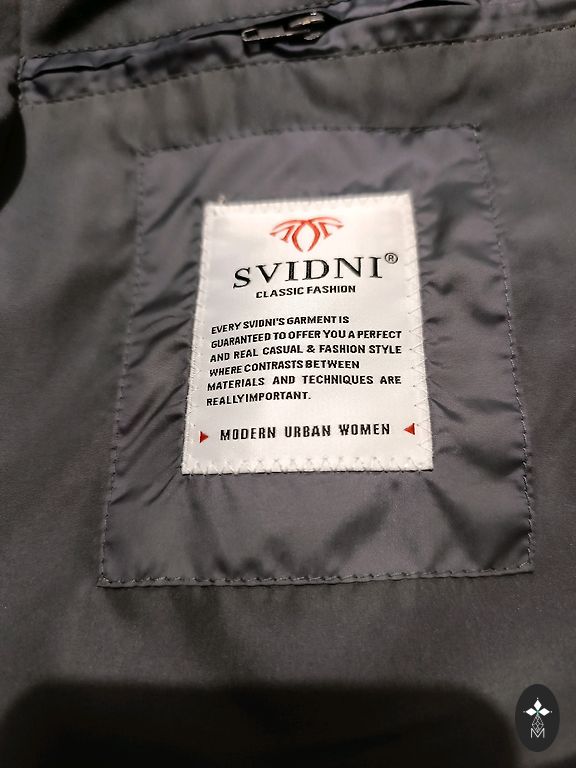 SVIDNI®
CLASSIC FASHION
EVERY SVIDNI'S GARMENT IS
GUARANTEED TO OFFER YOU A PERFECT
AND REAL CASUAL & FASHION STYLE
WHERE CONTRASTS BETWEEN
MATERIALS AND TECHNIQUES ARE
REALLY IMPORTANT.
MODERN URBAN WOMEN